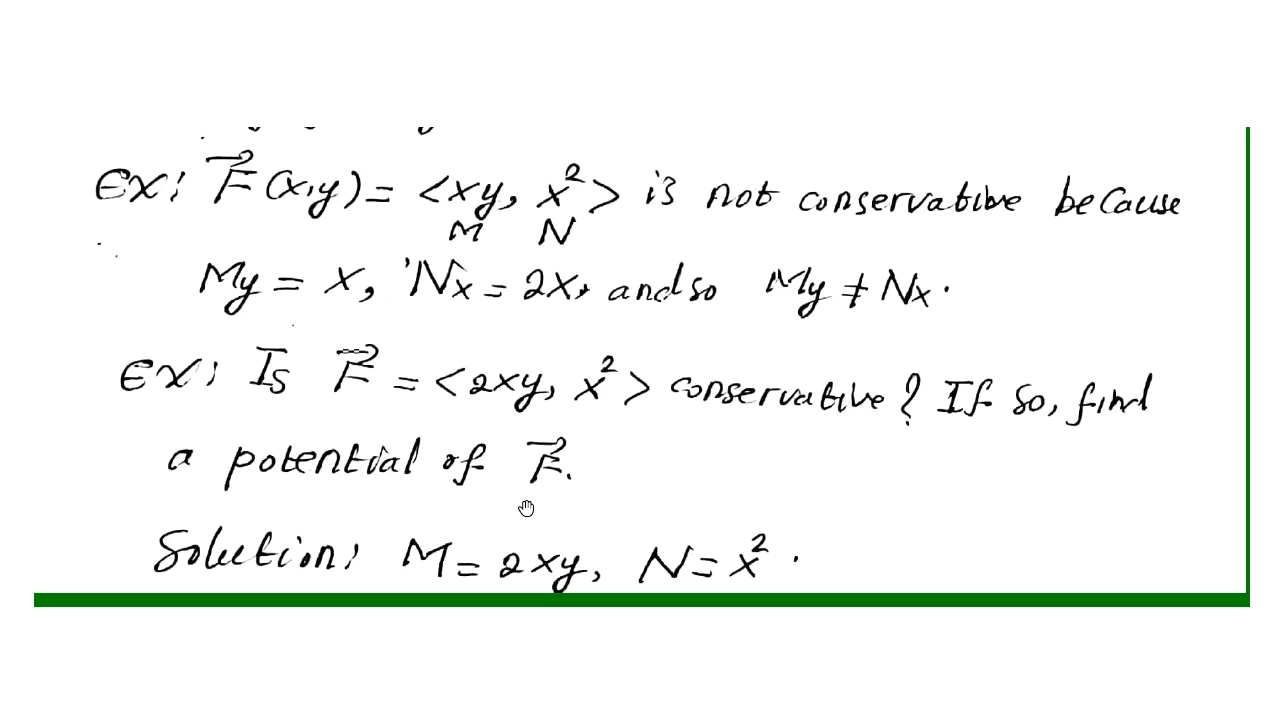 Ex: F⃗(x,y) = <xy, x²> is not conservative because
M N
My = x, Nx = 2x, and so My ≠ Nx.
Ex: Is F⃗ = <2xy, x²> conservative? If so, find
a potential of F⃗.
Solution: M = 2xy, N = x².